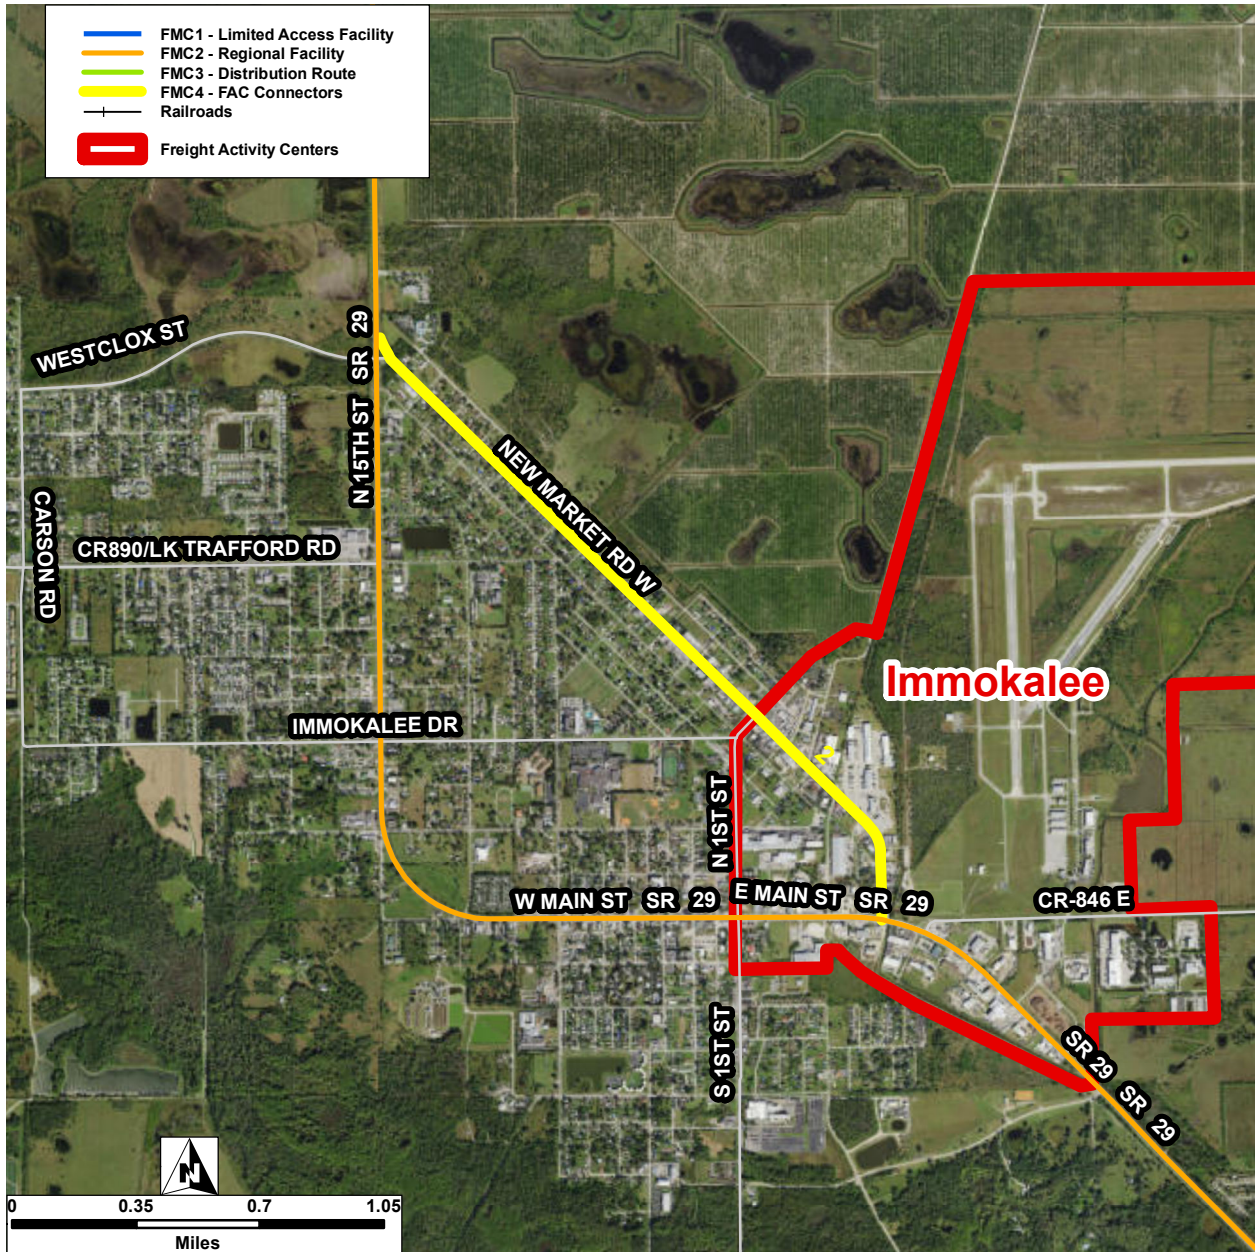 FMC1 - Limited Access Facility
FMC2 - Regional Facility
FMC3 - Distribution Route
FMC4 - FAC Connectors
Railroads
Freight Activity Centers
WESTCLOX ST
SR 29
N 15TH ST
NEW MARKET RD W
CARSON RD
CR890/LK TRAFFORD RD
Immokalee
IMMOKALEE DR
2
N 1ST ST
W MAIN ST SR 29
E MAIN ST SR 29
CR-846 E
S 1ST ST
SR 29
SR 29
N
0 0.35 0.7 1.05
Miles